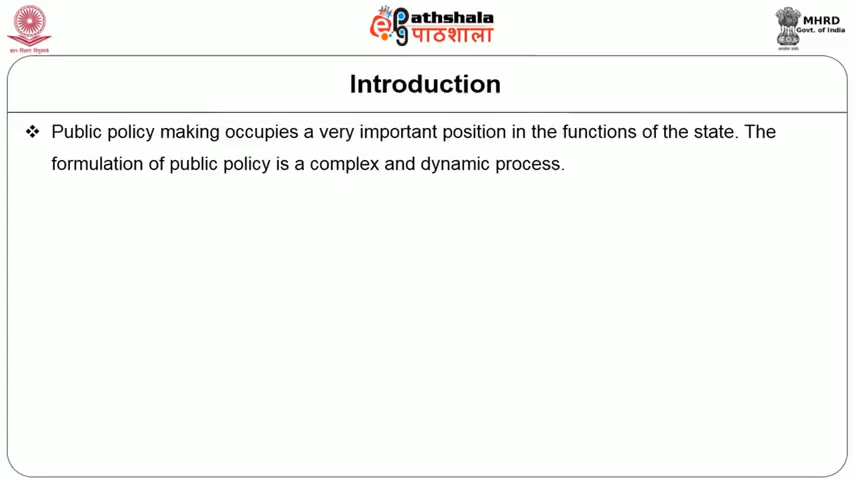 ePathshala
पाठशाला
MHRD
Govt. of India
Introduction
❖ Public policy making occupies a very important position in the functions of the state. The
formulation of public policy is a complex and dynamic process.